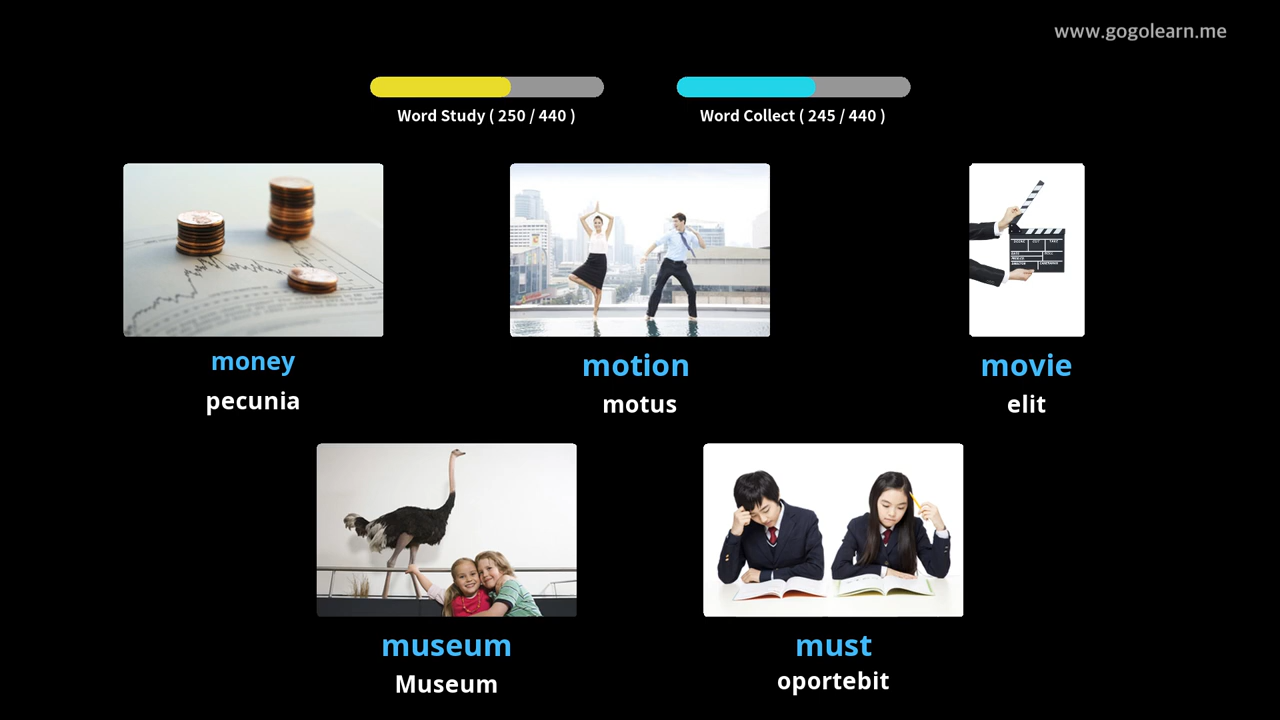 www.gogolearn.me
Word Study ( 250 / 440 )
Word Collect ( 245 / 440 )
money
pecunia
motion
motus
movie
elit
museum
Museum
must
oportebit